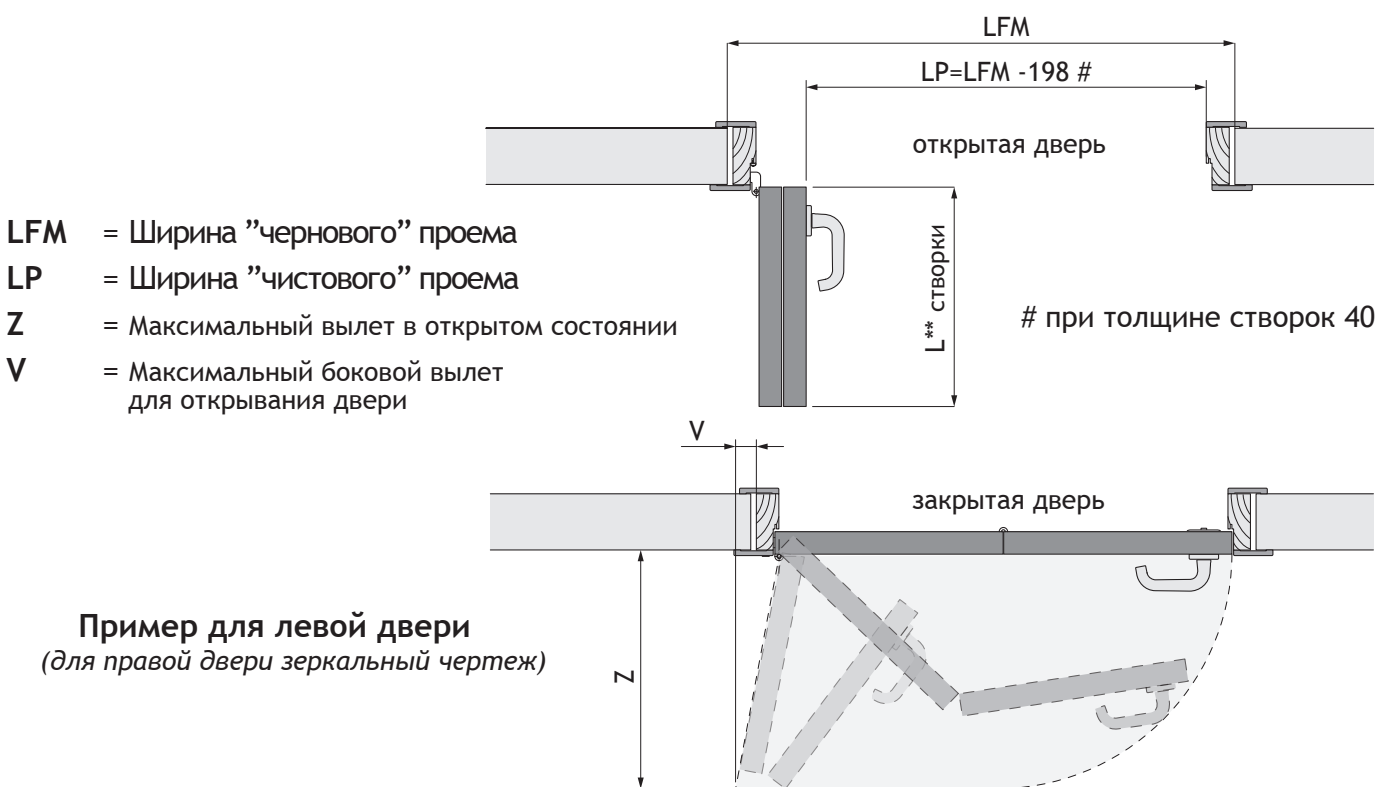 LFM
LP=LFM -198 #
открытая дверь
LFM = Ширина ”чернового” проема
LP = Ширина ”чистового” проема
Z = Максимальный вылет в открытом состоянии
V = Максимальный боковой вылет
для открывания двери
L** створки
# при толщине створок 40
V
закрытая дверь
Пример для левой двери
(для правой двери зеркальный чертеж)
Z